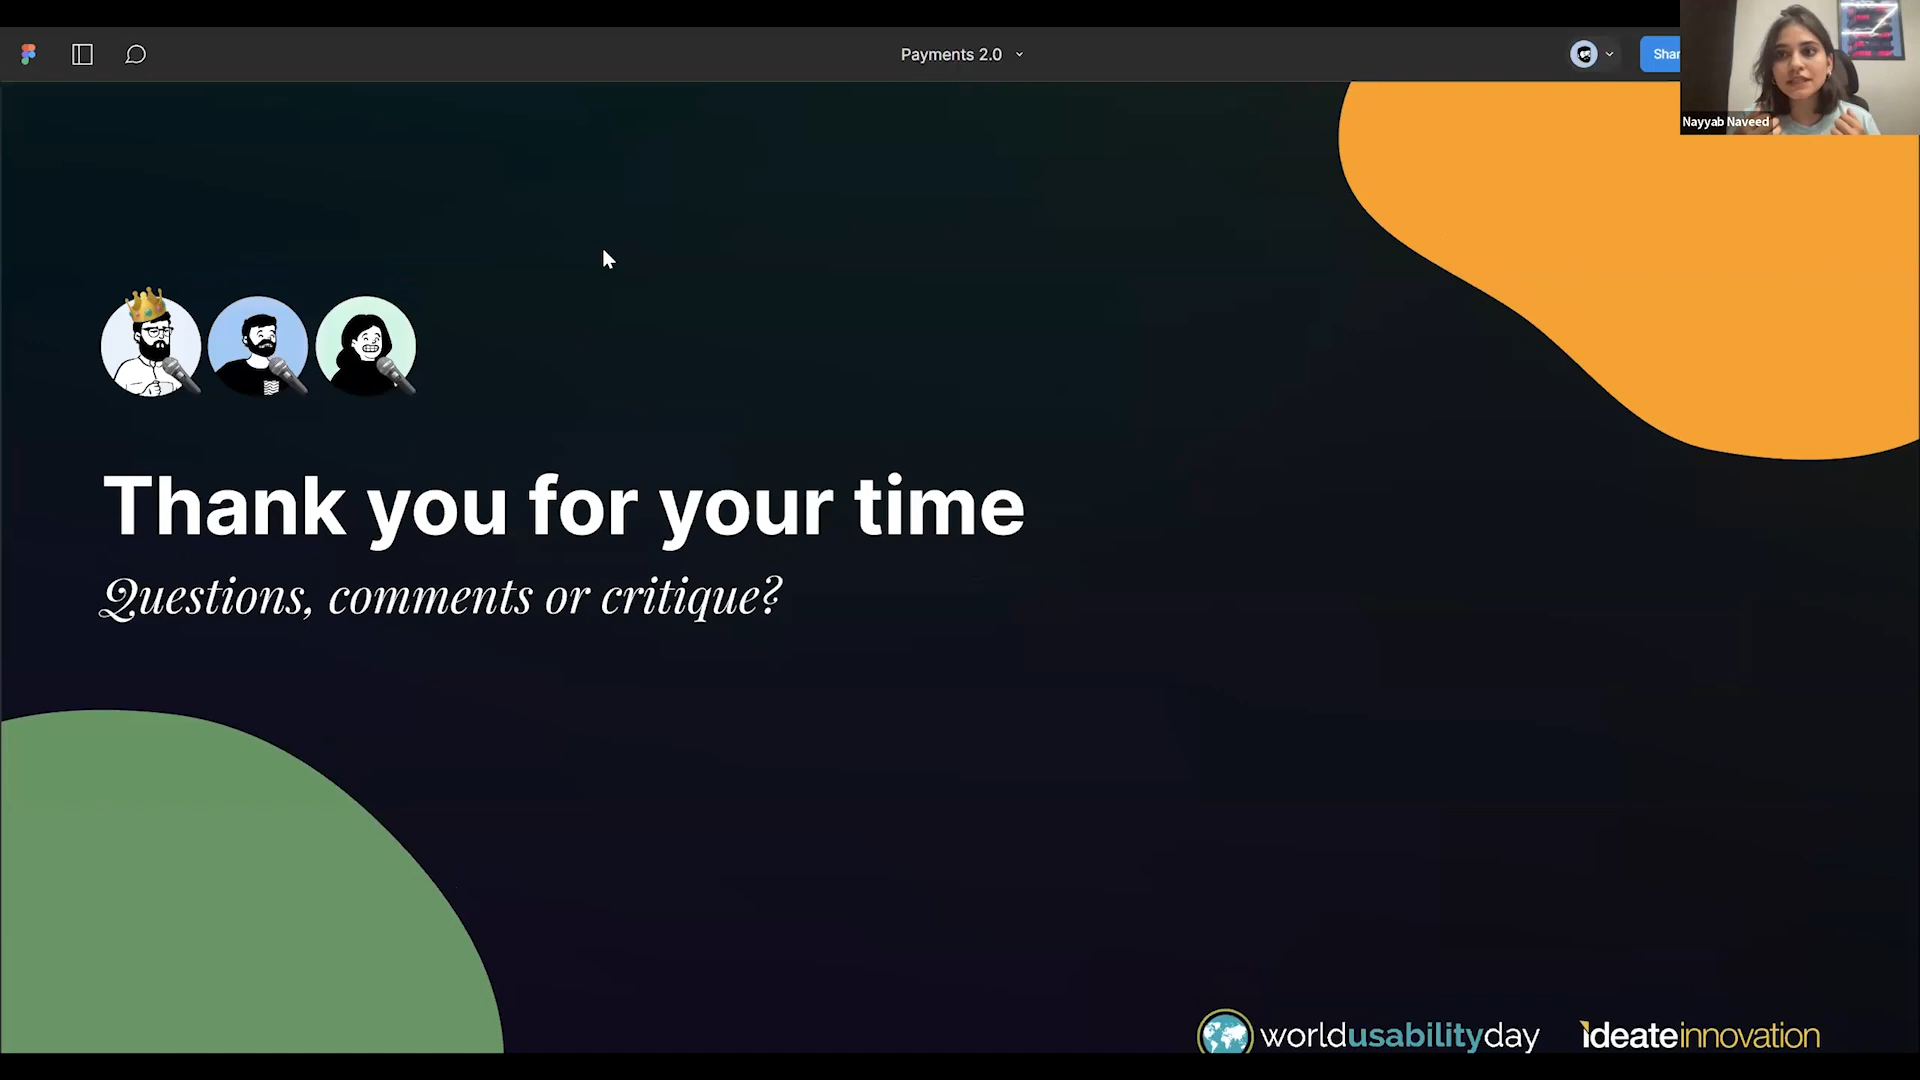 Payments 2.0
Shar
Nayyab Naveed
Thank you for your time
Questions, comments or critique?
worldusabilityday
ideateinnovation